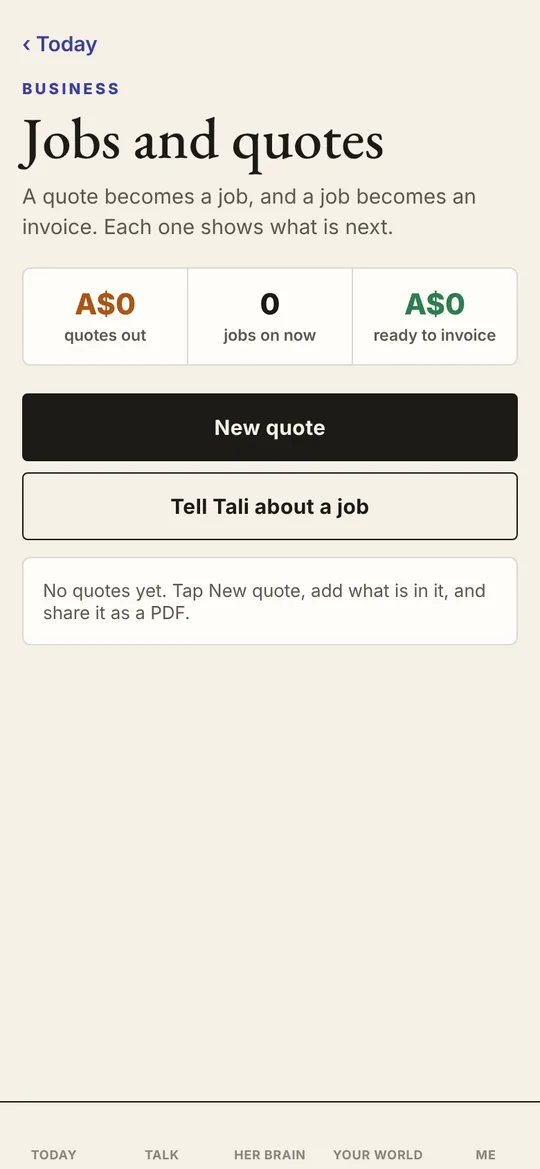 ‹ Today
BUSINESS
Jobs and quotes
A quote becomes a job, and a job becomes an
invoice. Each one shows what is next.
A$0
quotes out
0
jobs on now
A$0
ready to invoice
New quote
Tell Tali about a job
No quotes yet. Tap New quote, add what is in it, and
share it as a PDF.
TODAY
TALK
HER BRAIN
YOUR WORLD
ME